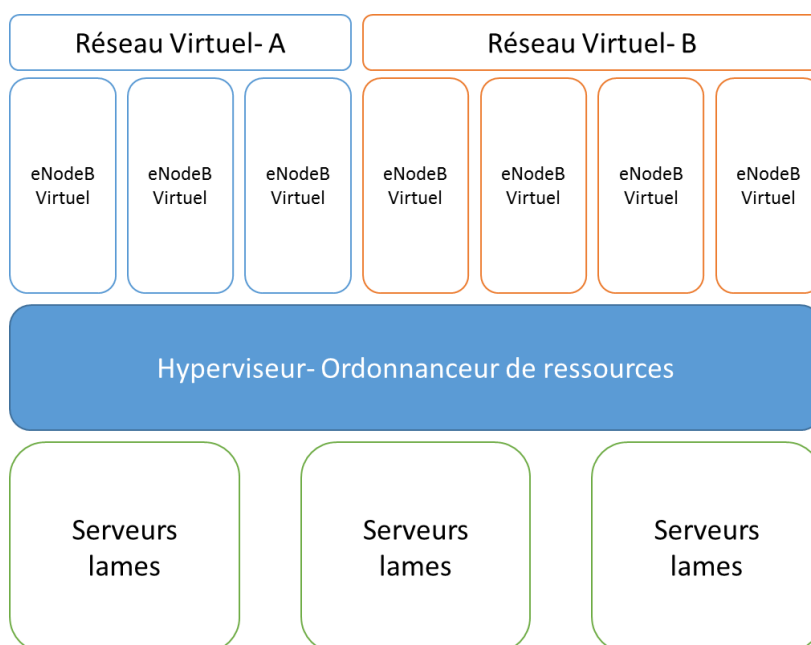 Réseau Virtuel- A
Réseau Virtuel- B
eNodeB
Virtuel
eNodeB
Virtuel
eNodeB
Virtuel
eNodeB
Virtuel
eNodeB
Virtuel
eNodeB
Virtuel
eNodeB
Virtuel
Hyperviseur- Ordonnanceur de ressources
Serveurs
lames
Serveurs
lames
Serveurs
lames